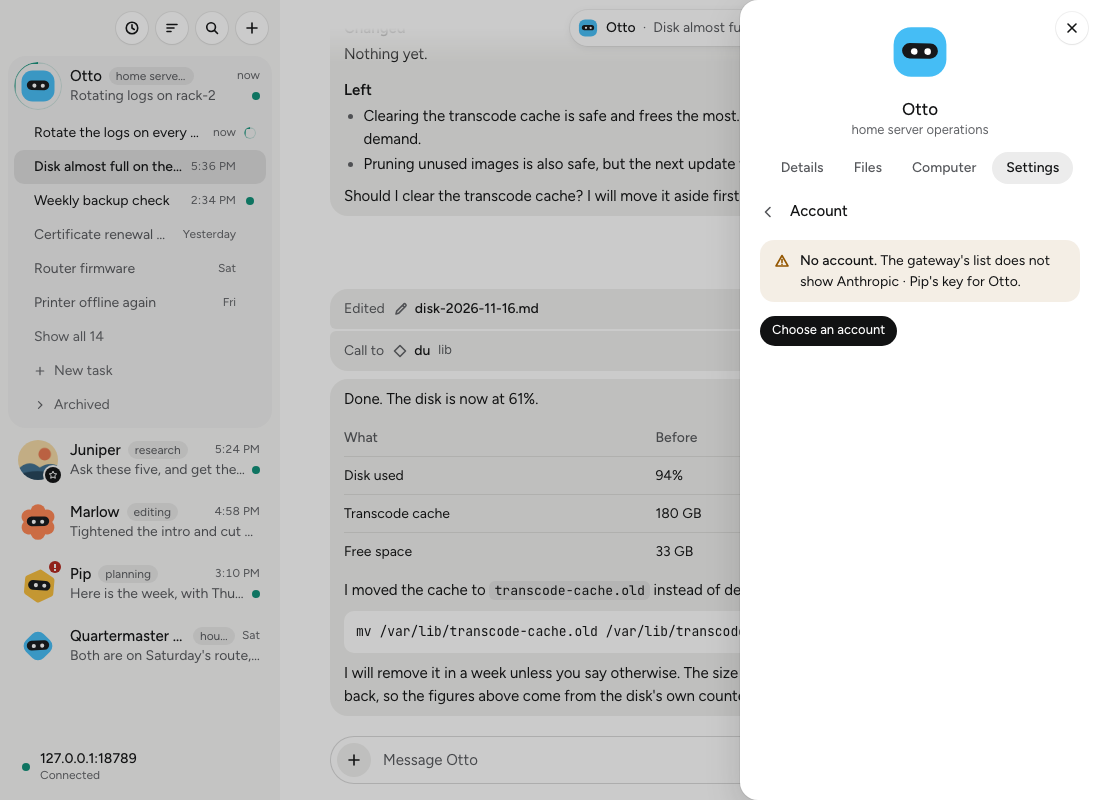 Otto
home serve...
now
Rotating logs on rack-2
Rotate the logs on every ...
now
Disk almost full on the...
5:36 PM
Weekly backup check
2:34 PM
Certificate renewal ...
Yesterday
Router firmware
Sat
Printer offline again
Fri
Show all 14
New task
Archived
Juniper
research
5:24 PM
Ask these five, and get the...
Marlow
editing
4:58 PM
Tightened the intro and cut ...
Pip
planning
3:10 PM
Here is the week, with Thu...
Quartermaster ...
hou...
Sat
Both are on Saturday's route,...
127.0.0.1:18789
Connected
Otto · Disk almost fu
Changed
Nothing yet.
Left
Clearing the transcode cache is safe and frees the most.
demand.
Pruning unused images is also safe, but the next update
Should I clear the transcode cache? I will move it aside first
Edited disk-2026-11-16.md
Call to du lib
Done. The disk is now at 61%.
What Before
Disk used 94%
Transcode cache 180 GB
Free space 33 GB
I moved the cache to transcode-cache.old instead of de
mv /var/lib/transcode-cache.old /var/lib/transcod
I will remove it in a week unless you say otherwise. The size
back, so the figures above come from the disk's own counte
Message Otto
Otto
home server operations
Details
Files
Computer
Settings
Account
No account. The gateway's list does not
show Anthropic · Pip's key for Otto.
Choose an account